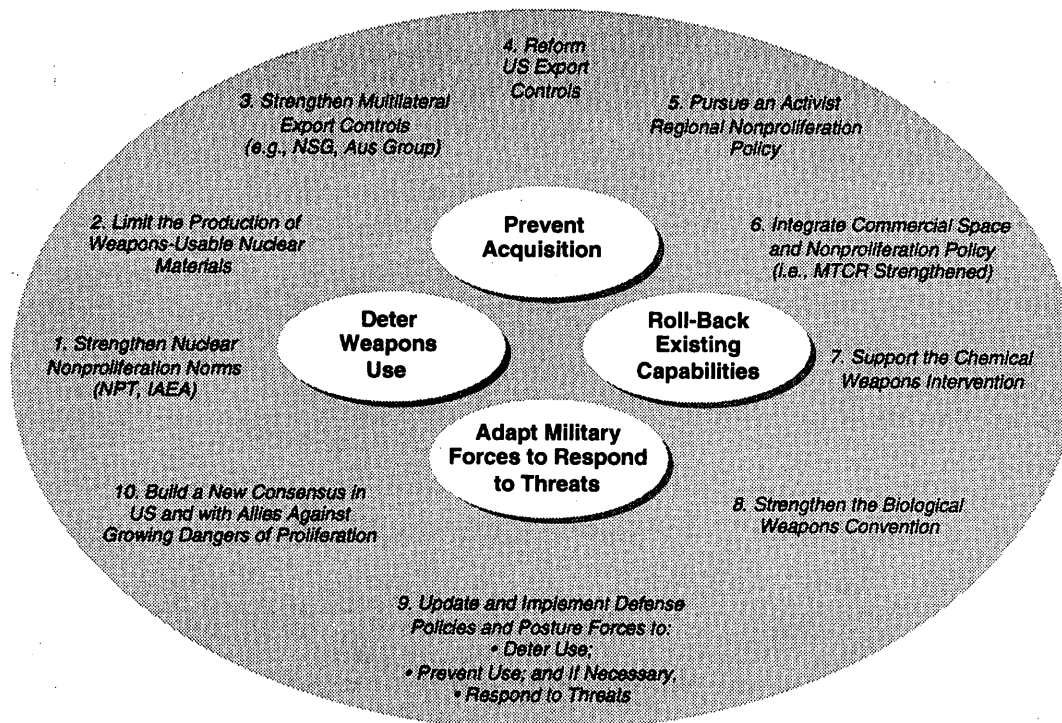 4. Reform
US Export
Controls
3. Strengthen Multilateral
Export Controls
(e.g., NSG, Aus Group)
5. Pursue an Activist
Regional Nonproliferation
Policy
2. Limit the Production of
Weapons-Usable Nuclear
Materials
Prevent
Acquisition
6. Integrate Commercial Space
and Nonproliferation Policy
(i.e., MTCR Strengthened)
1. Strengthen Nuclear
Nonproliferation Norms
(NPT, IAEA)
Deter
Weapons
Use
Roll-Back
Existing
Capabilities
7. Support the Chemical
Weapons Intervention
Adapt Military
Forces to Respond
to Threats
10. Build a New Consensus in
US and with Allies Against
Growing Dangers of Proliferation
8. Strengthen the Biological
Weapons Convention
9. Update and Implement Defense
Policies and Posture Forces to:
• Deter Use;
• Prevent Use; and If Necessary,
• Respond to Threats